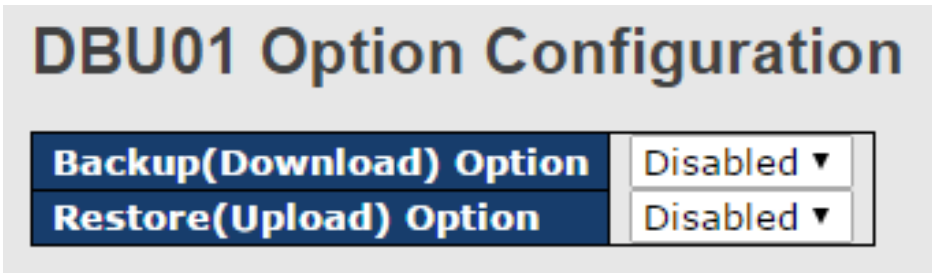 DBU01 Option Configuration
Backup(Download) Option Disabled
Restore(Upload) Option Disabled